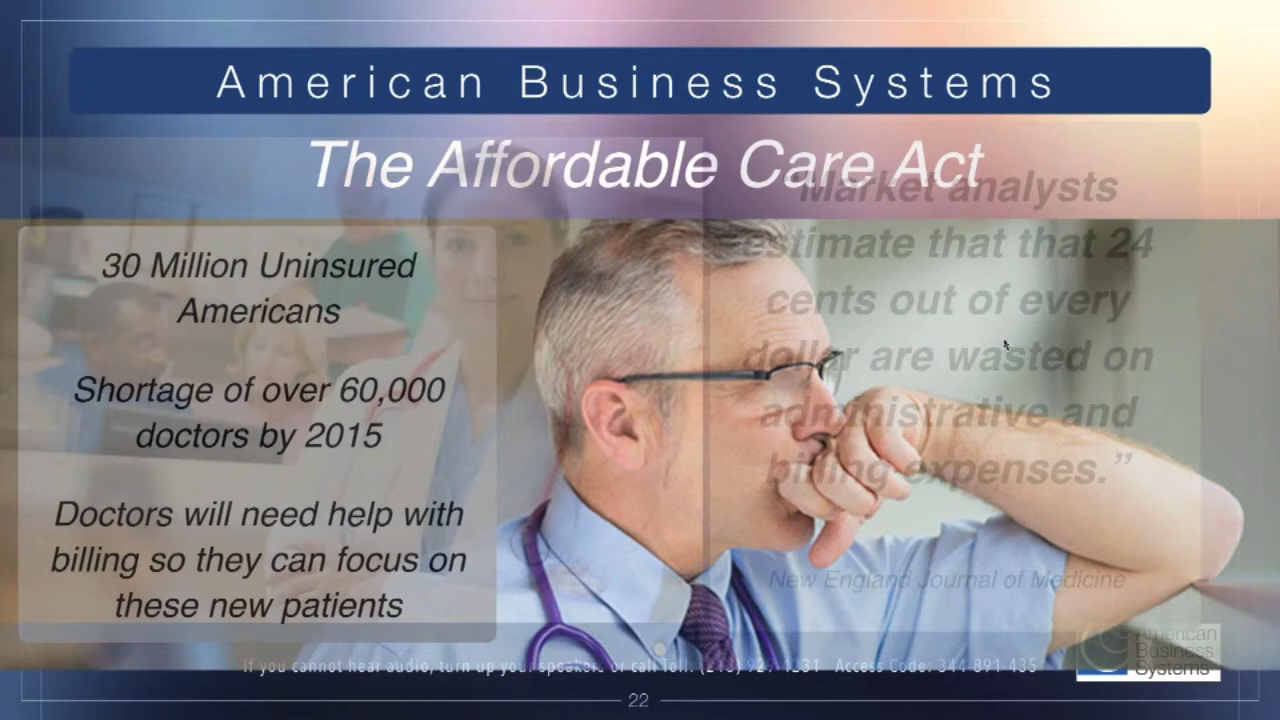 American Business Systems
The Affordable Care Act
30 Million Uninsured
Americans
Shortage of over 60,000
doctors by 2015
Doctors will need help with
billing so they can focus on
these new patients
"Market analysts
estimate that that 24
cents out of every
dollar are wasted on
administrative and
billing expenses.”
New England Journal of Medicine
If you cannot hear audio, turn up your speakers or call Toll: Access Code: 344-891-435
American
Business
Systems
22